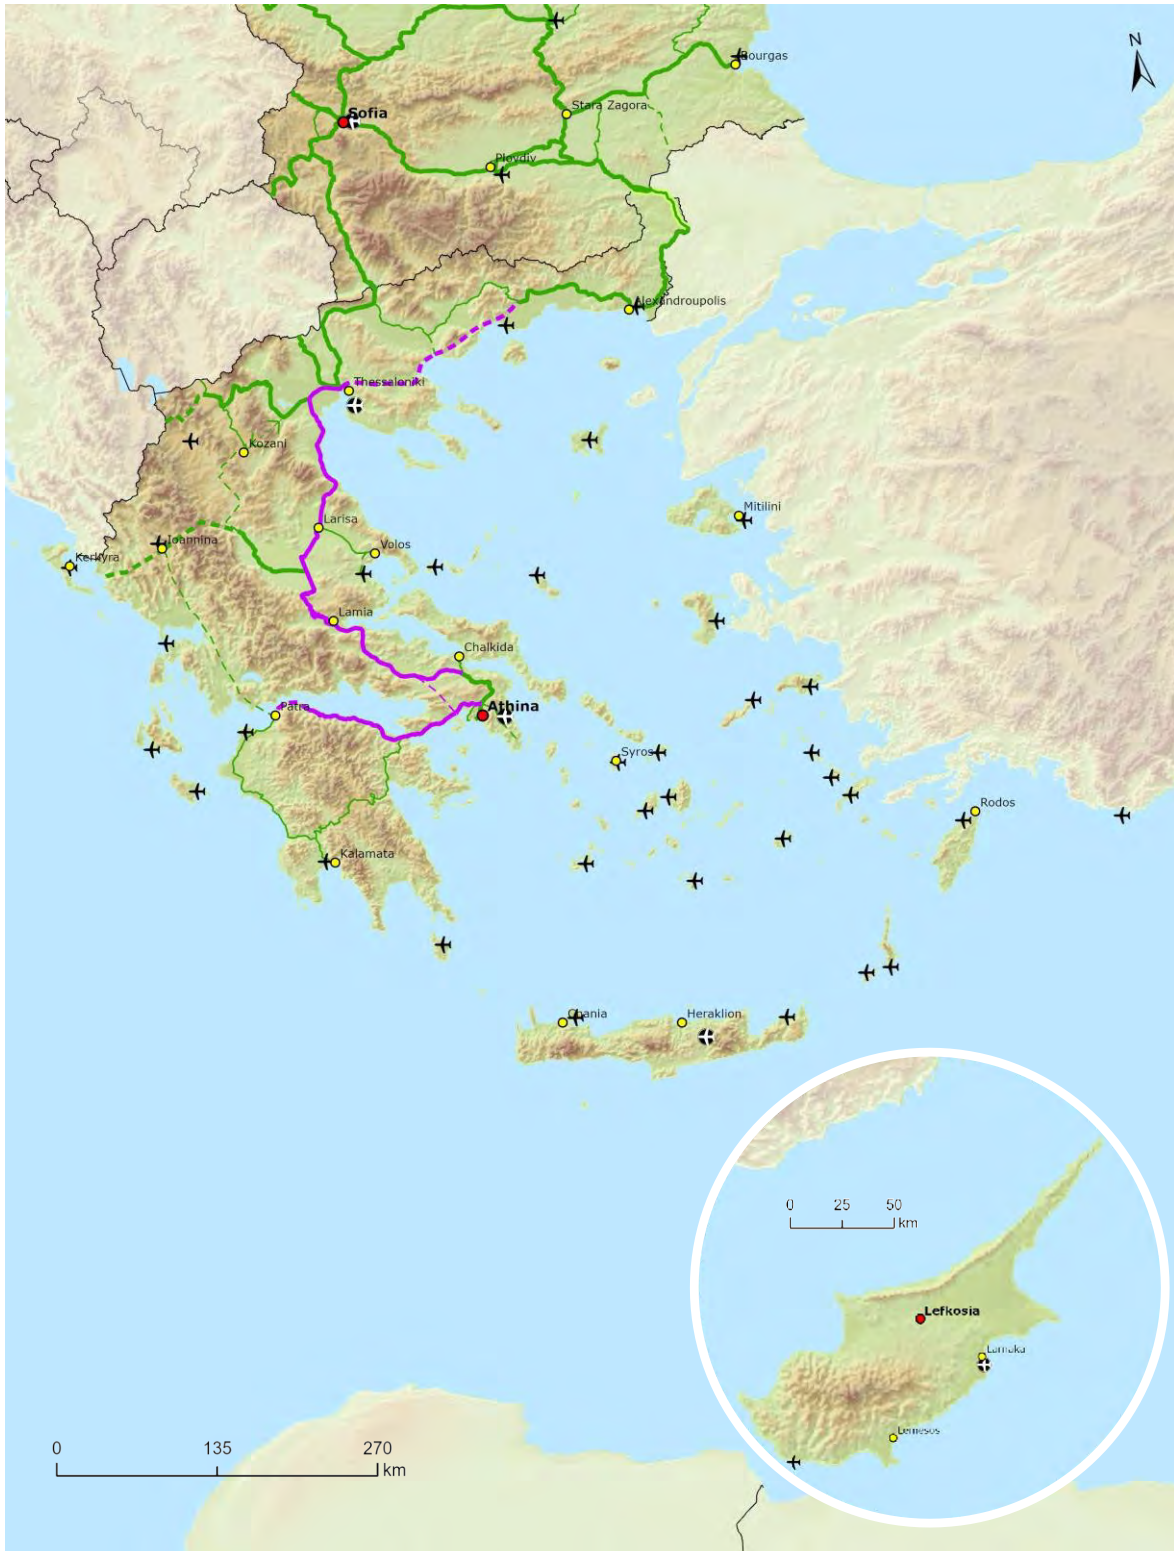 N
Bourgas
Stara Zagora
Sofia
Plovdiv
Alexandroupolis
Thessaloniki
Kozani
Mitilini
Larisa
Ioannina
Volos
Kerkyra
Lamia
Chalkida
Patra
Athina
Syros
Rodos
Kalamata
Chania
Heraklion
0 25 50
km
Lefkosia
Larnaka
Lemesos
0 135 270
km